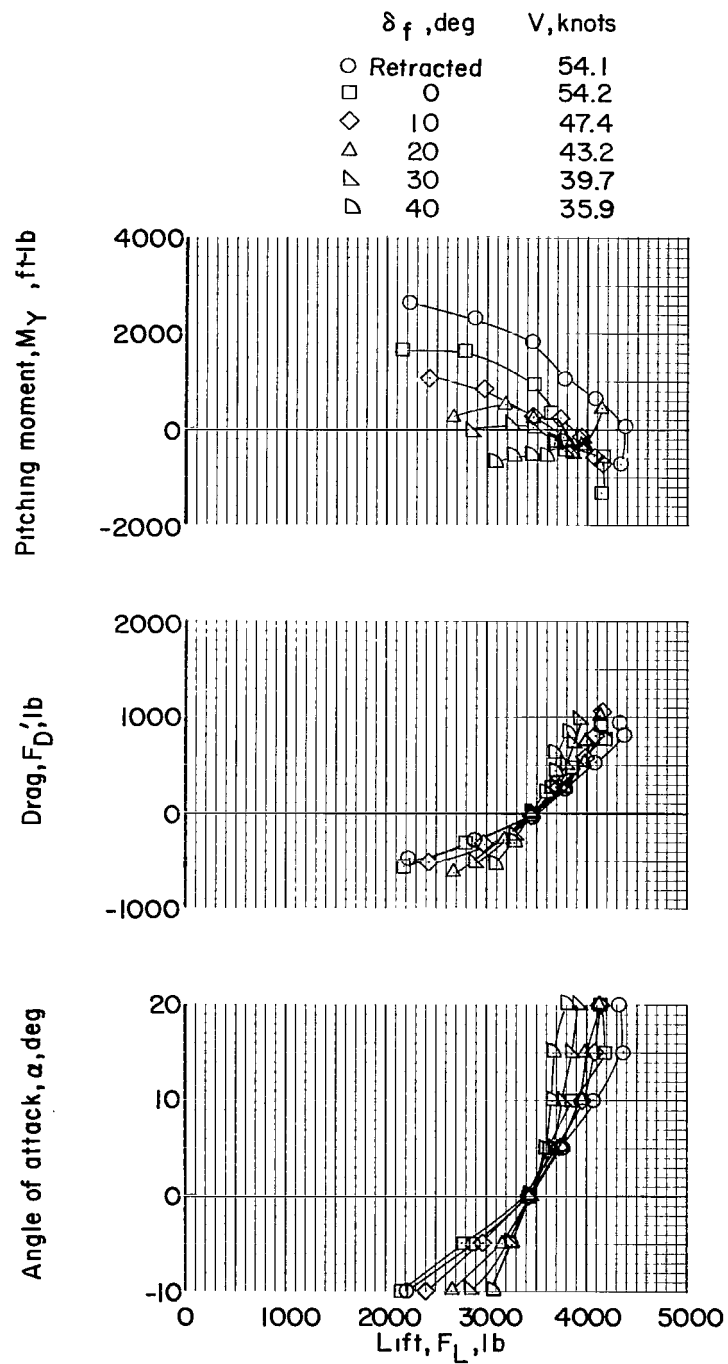 δf ,deg V,knots
Retracted 54.1
0 54.2
10 47.4
20 43.2
30 39.7
40 35.9
Pitching moment, MY ,ft-lb
4000
2000
0
-2000
Drag, FD',lb
2000
1000
0
-1000
Angle of attack, α, deg
20
10
0
-10
0 1000 2000 3000 4000 5000
Lift, FL, lb